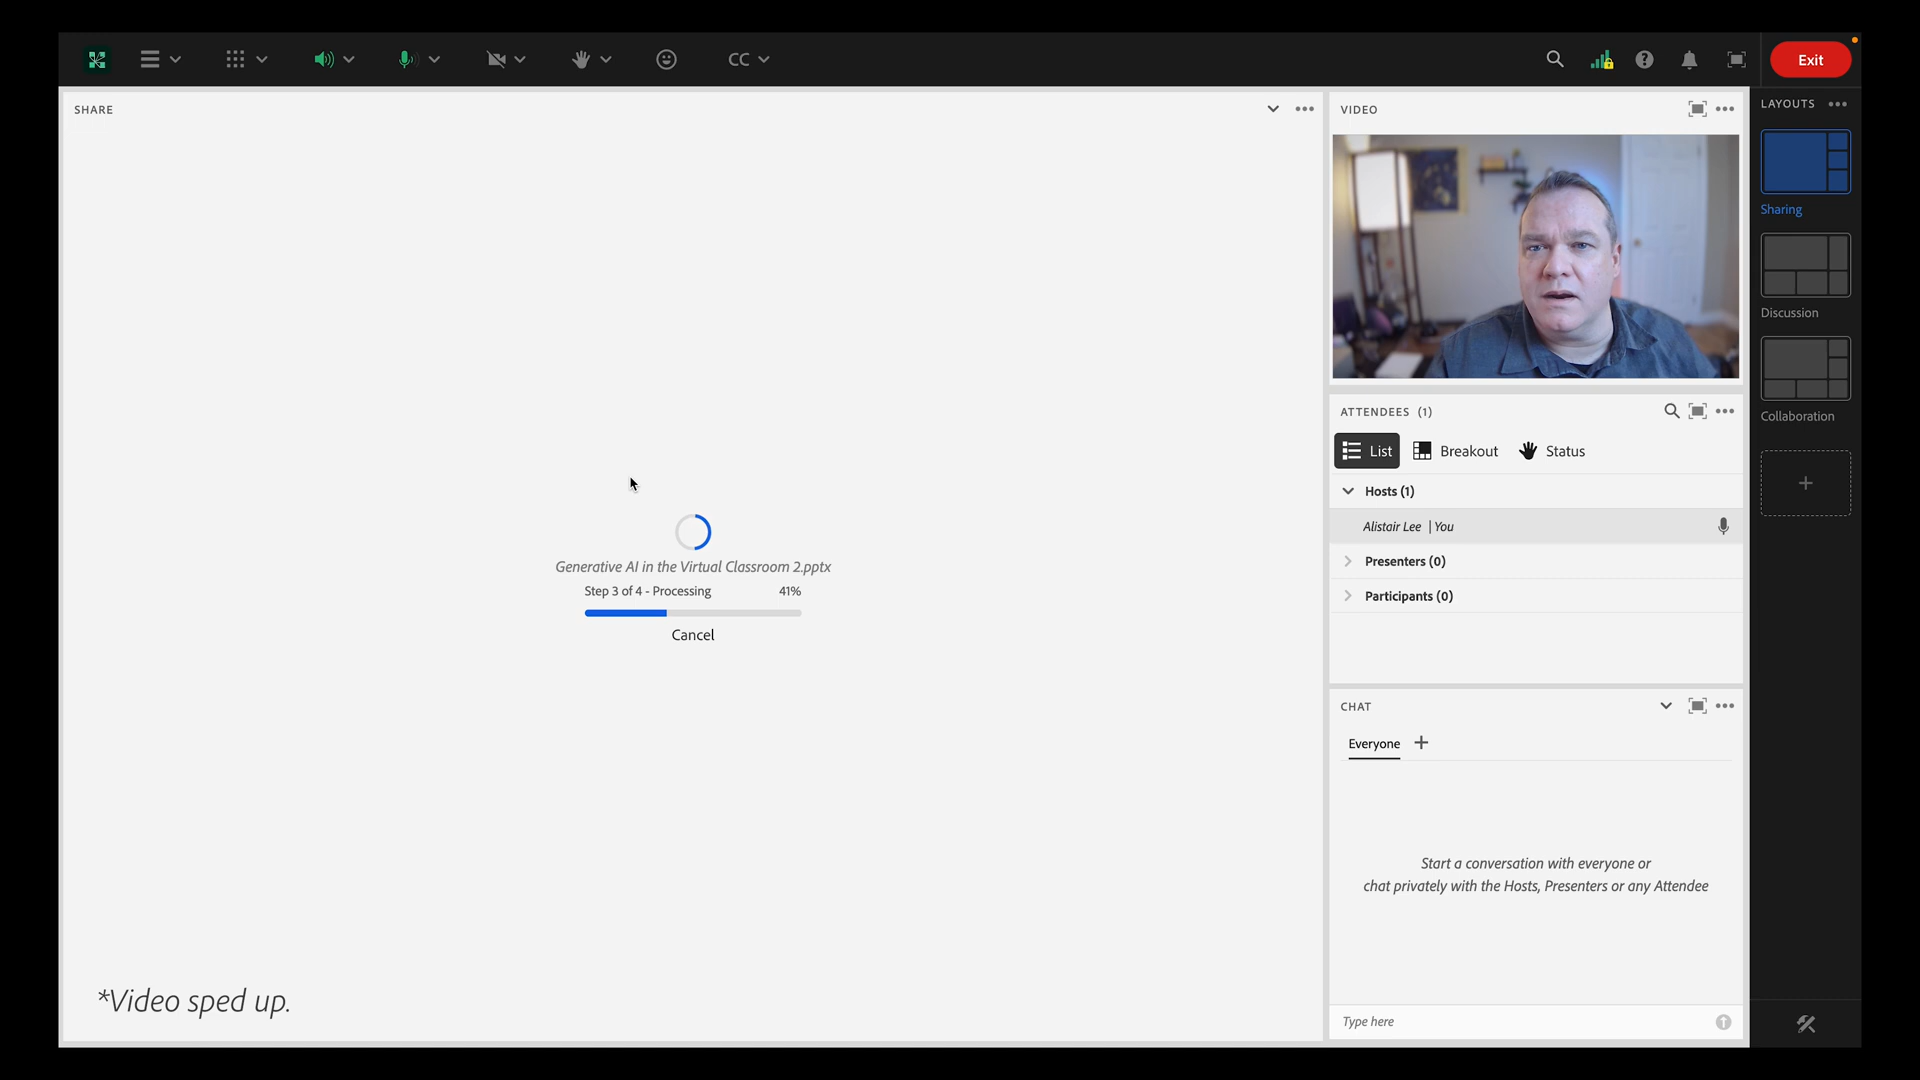 CC
Exit
SHARE
VIDEO
LAYOUTS
Sharing
Discussion
Collaboration
ATTENDEES (1)
List
Breakout
Status
Hosts (1)
Alistair Lee | You
Presenters (0)
Participants (0)
Generative AI in the Virtual Classroom 2.pptx
Step 3 of 4 - Processing 41%
Cancel
CHAT
Everyone
Start a conversation with everyone or
chat privately with the Hosts, Presenters or any Attendee
Type here
*Video sped up.